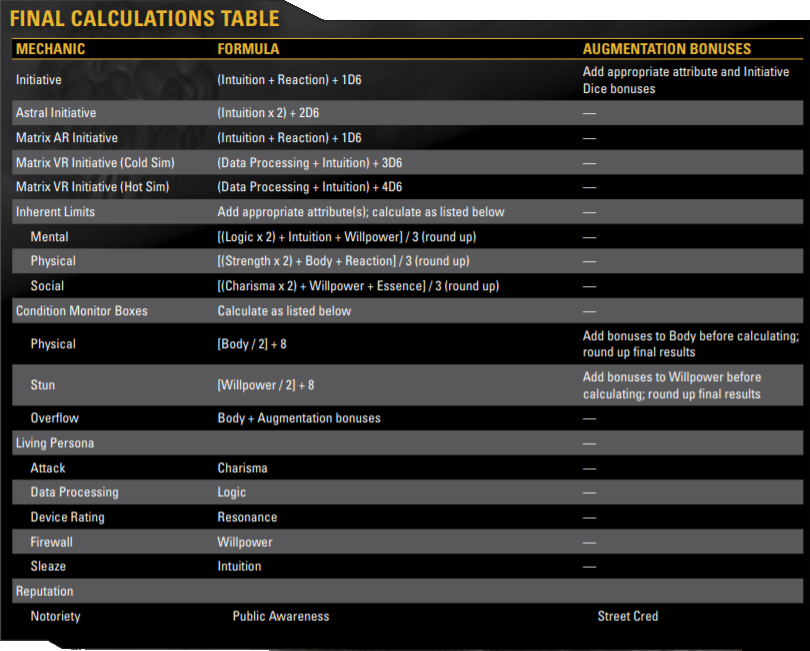 FINAL CALCULATIONS TABLE
MECHANIC FORMULA AUGMENTATION BONUSES
Initiative (Intuition + Reaction) + 1D6 Add appropriate attribute and Initiative
Dice bonuses
Astral Initiative (Intuition x 2) + 2D6 —
Matrix AR Initiative (Intuition + Reaction) + 1D6 —
Matrix VR Initiative (Cold Sim) (Data Processing + Intuition) + 3D6 —
Matrix VR Initiative (Hot Sim) (Data Processing + Intuition) + 4D6 —
Inherent Limits Add appropriate attribute(s); calculate as listed below —
Mental [(Logic x 2) + Intuition + Willpower] / 3 (round up) —
Physical [(Strength x 2) + Body + Reaction] / 3 (round up) —
Social [(Charisma x 2) + Willpower + Essence] / 3 (round up) —
Condition Monitor Boxes Calculate as listed below —
Physical [Body / 2] + 8 Add bonuses to Body before calculating;
round up final results
Stun [Willpower / 2] + 8 Add bonuses to Willpower before
calculating; round up final results
Overflow Body + Augmentation bonuses —
Living Persona —
Attack Charisma —
Data Processing Logic —
Device Rating Resonance —
Firewall Willpower —
Sleaze Intuition —
Reputation
Notoriety Public Awareness Street Cred